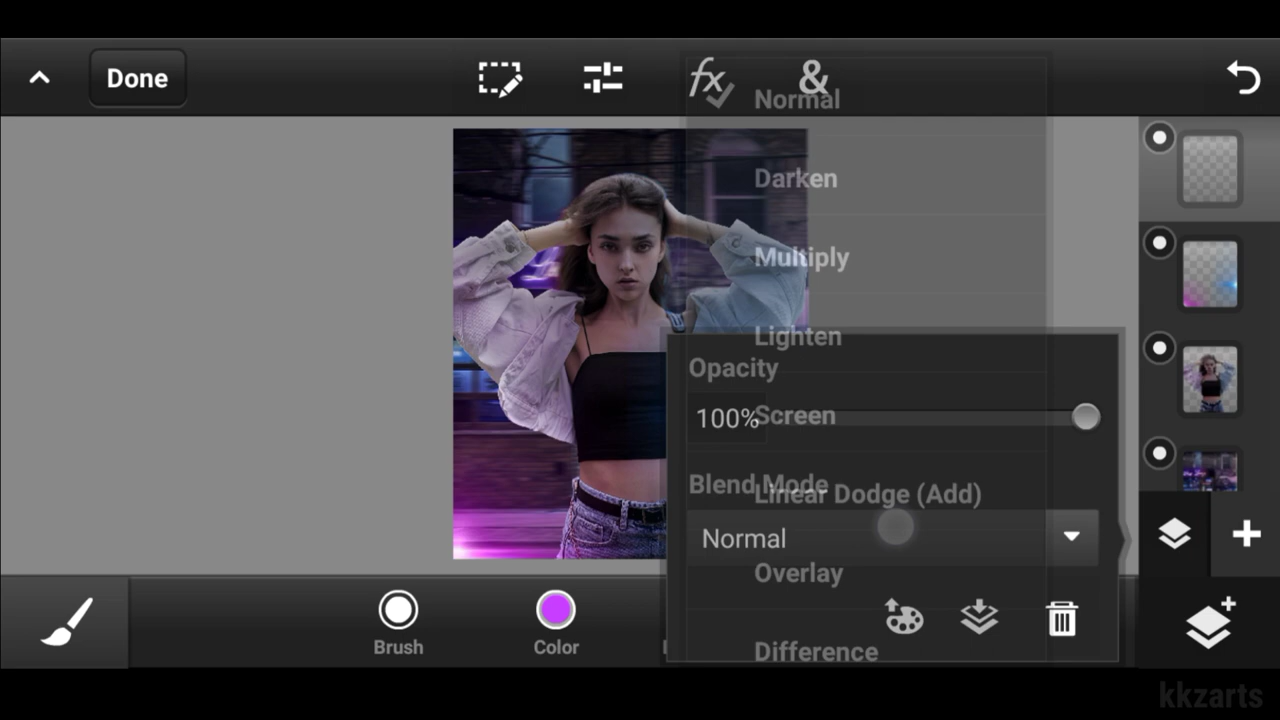 Done
fx
&
Normal
Darken
Multiply
Lighten
Opacity
100%
Screen
Blend Mode
Linear Dodge (Add)
Normal
Overlay
Difference
Brush
Color
kkzarts